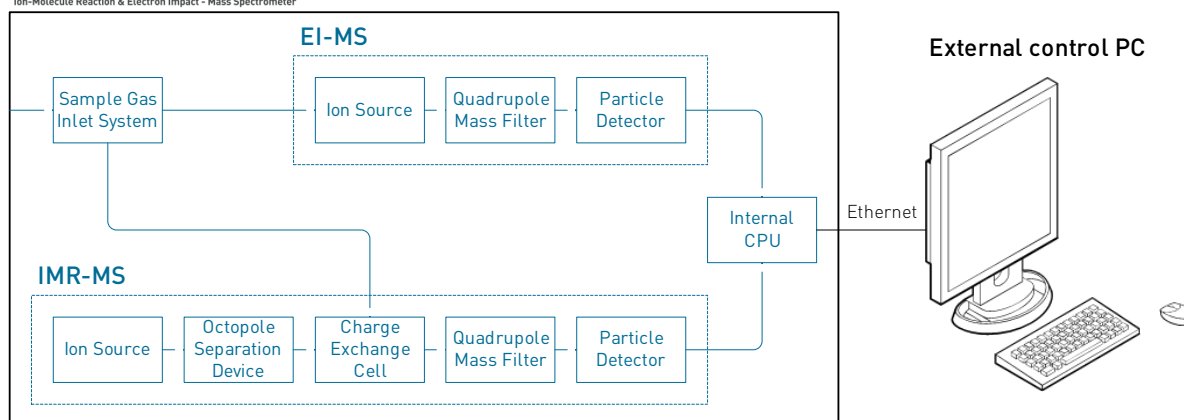 Ion-Molecule Reaction & Electron Impact - Mass Spectrometer
EI-MS
External control PC
Sample Gas
Inlet System
Ion Source
Quadrupole
Mass Filter
Particle
Detector
Internal
CPU
Ethernet
IMR-MS
Ion Source
Octopole
Separation
Device
Charge
Exchange
Cell
Quadrupole
Mass Filter
Particle
Detector